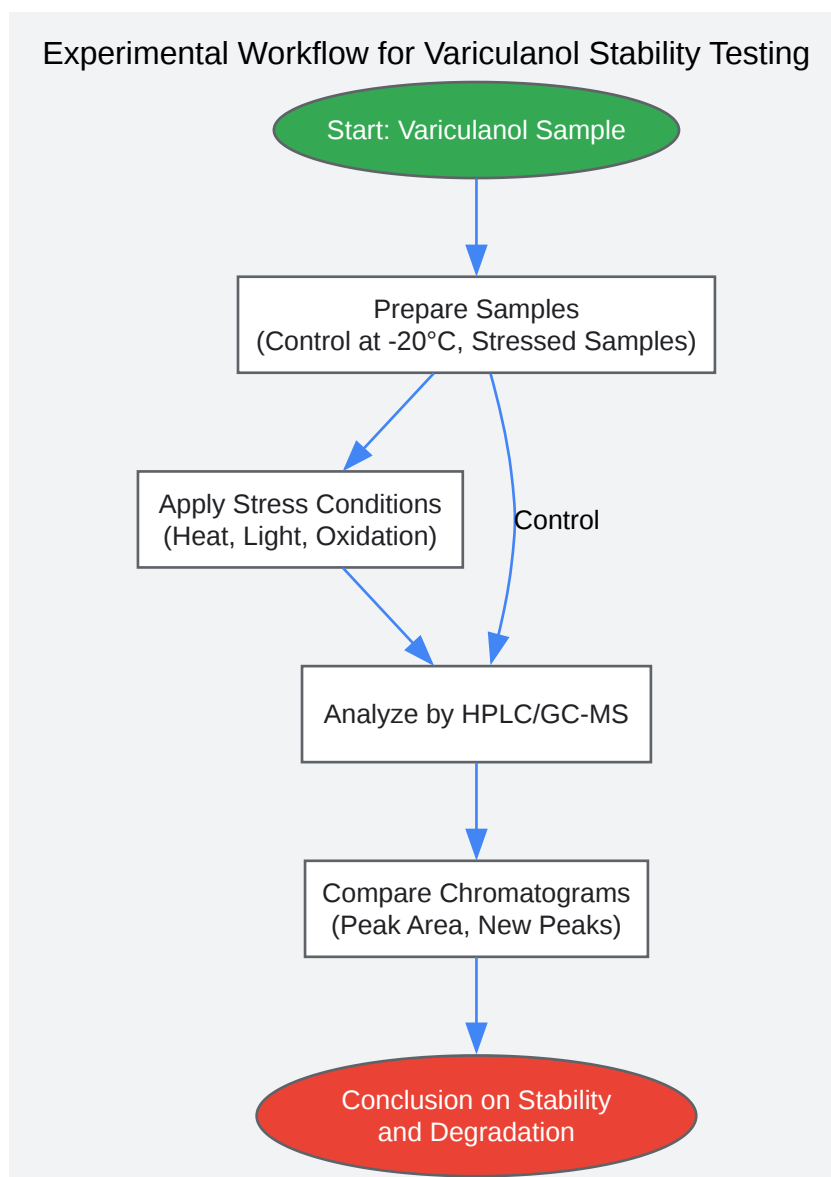 Experimental Workflow for Variculanol Stability Testing
Start: Variculanol Sample
Prepare Samples
(Control at -20°C, Stressed Samples)
Apply Stress Conditions
(Heat, Light, Oxidation)
Control
Analyze by HPLC/GC-MS
Compare Chromatograms
(Peak Area, New Peaks)
Conclusion on Stability
and Degradation